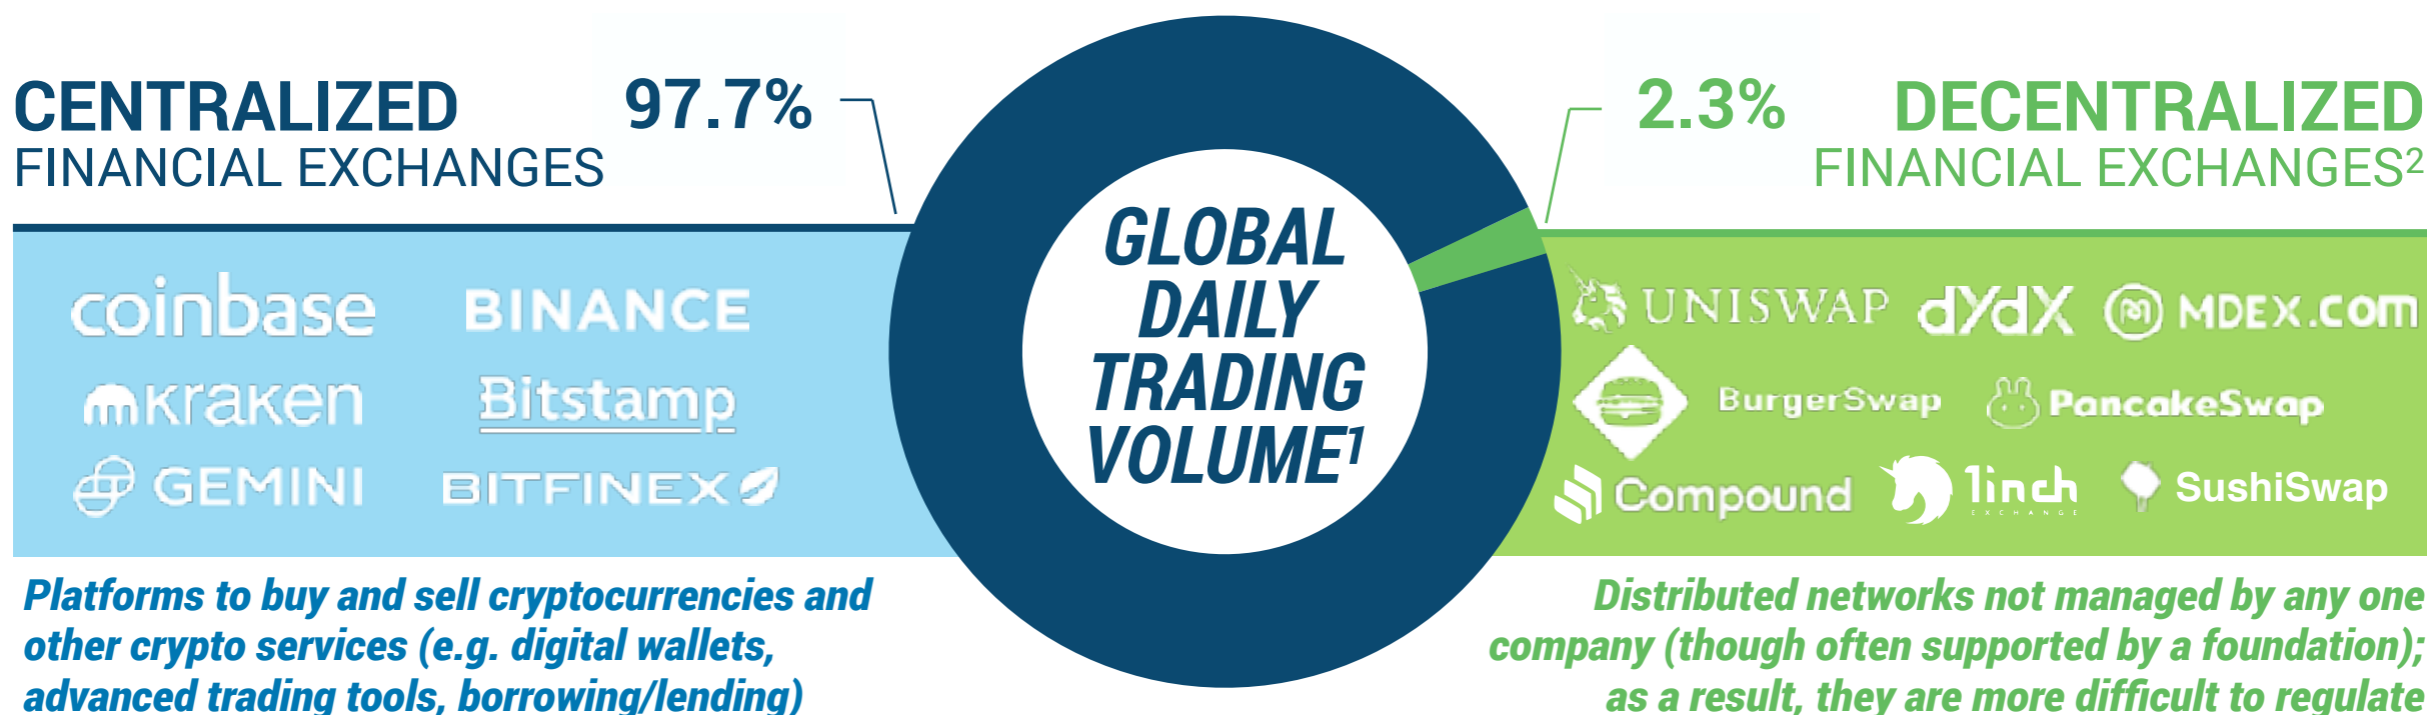 CENTRALIZED
FINANCIAL EXCHANGES
97.7%
coinbase
BINANCE
mkraken
Bitstamp
GEMINI
BITFINEX
Platforms to buy and sell cryptocurrencies and
other crypto services (e.g. digital wallets,
advanced trading tools, borrowing/lending)
GLOBAL
DAILY
TRADING
VOLUME¹
2.3%
DECENTRALIZED
FINANCIAL EXCHANGES²
UNISWAP
dYdX
MDEX.COM
BurgerSwap
PancakeSwap
Compound
1inch
EXCHANGE
SushiSwap
Distributed networks not managed by any one
company (though often supported by a foundation);
as a result, they are more difficult to regulate